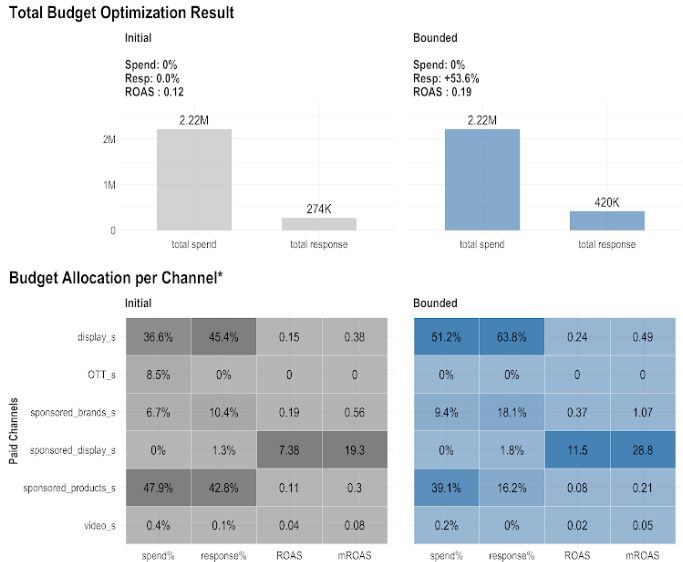 Total Budget Optimization Result
Initial
Bounded
Spend: 0%
Resp: 0.0%
ROAS : 0.12
Spend: 0%
Resp: +53.6%
ROAS : 0.19
2.22M
274K
2.22M
420K
2M
1M
0
total spend
total response
total spend
total response
Budget Allocation per Channel*
Initial
Bounded
Paid Channels
display_s 36.6% 45.4% 0.15 0.38 51.2% 63.8% 0.24 0.49
OTT_s 8.5% 0% 0 0 0% 0% 0 0
sponsored_brands_s 6.7% 10.4% 0.19 0.56 9.4% 18.1% 0.37 1.07
sponsored_display_s 0% 1.3% 7.38 19.3 0% 1.8% 11.5 28.8
sponsored_products_s 47.9% 42.8% 0.11 0.3 39.1% 16.2% 0.08 0.21
video_s 0.4% 0.1% 0.04 0.08 0.2% 0% 0.02 0.05
spend% response% ROAS mROAS spend% response% ROAS mROAS